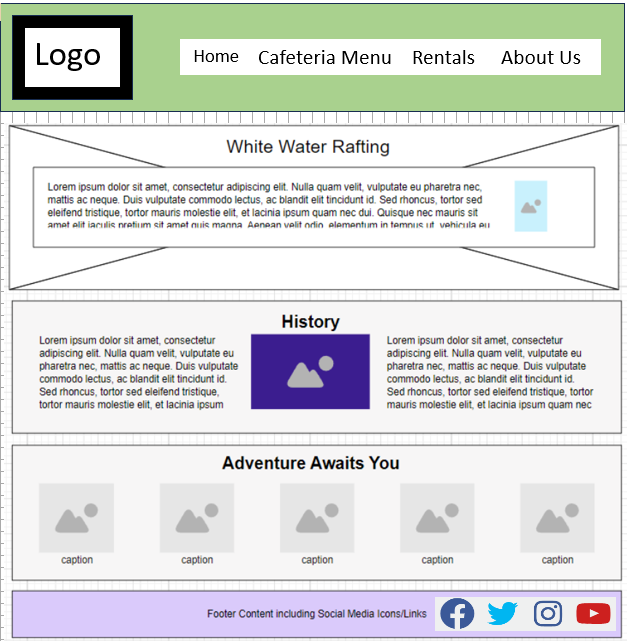 Logo
Home Cafeteria Menu Rentals About Us
White Water Rafting
Lorem ipsum dolor sit amet, consectetur adipiscing elit. Nulla quam velit, vulputate eu pharetra nec,
mattis ac neque. Duis vulputate commodo lectus, ac blandit elit tincidunt id. Sed rhoncus, tortor sed
eleifend tristique, tortor mauris molestie elit, et lacinia ipsum quam nec dui. Quisque nec mauris sit
amet elit iaculis pretium sit amet quis magna. Aenean velit odio, elementum in tempus ut, vehicula eu
History
Lorem ipsum dolor sit amet, consectetur
adipiscing elit. Nulla quam velit, vulputate eu
pharetra nec, mattis ac neque. Duis vulputate
commodo lectus, ac blandit elit tincidunt id.
Sed rhoncus, tortor sed eleifend tristique,
tortor mauris molestie elit, et lacinia ipsum
Lorem ipsum dolor sit amet, consectetur
adipiscing elit. Nulla quam velit, vulputate eu
pharetra nec, mattis ac neque. Duis vulputate
commodo lectus, ac blandit elit tincidunt id.
Sed rhoncus, tortor sed eleifend tristique, tortor
mauris molestie elit, et lacinia ipsum quam nec
Adventure Awaits You
caption caption caption caption caption
Footer Content including Social Media Icons/Links